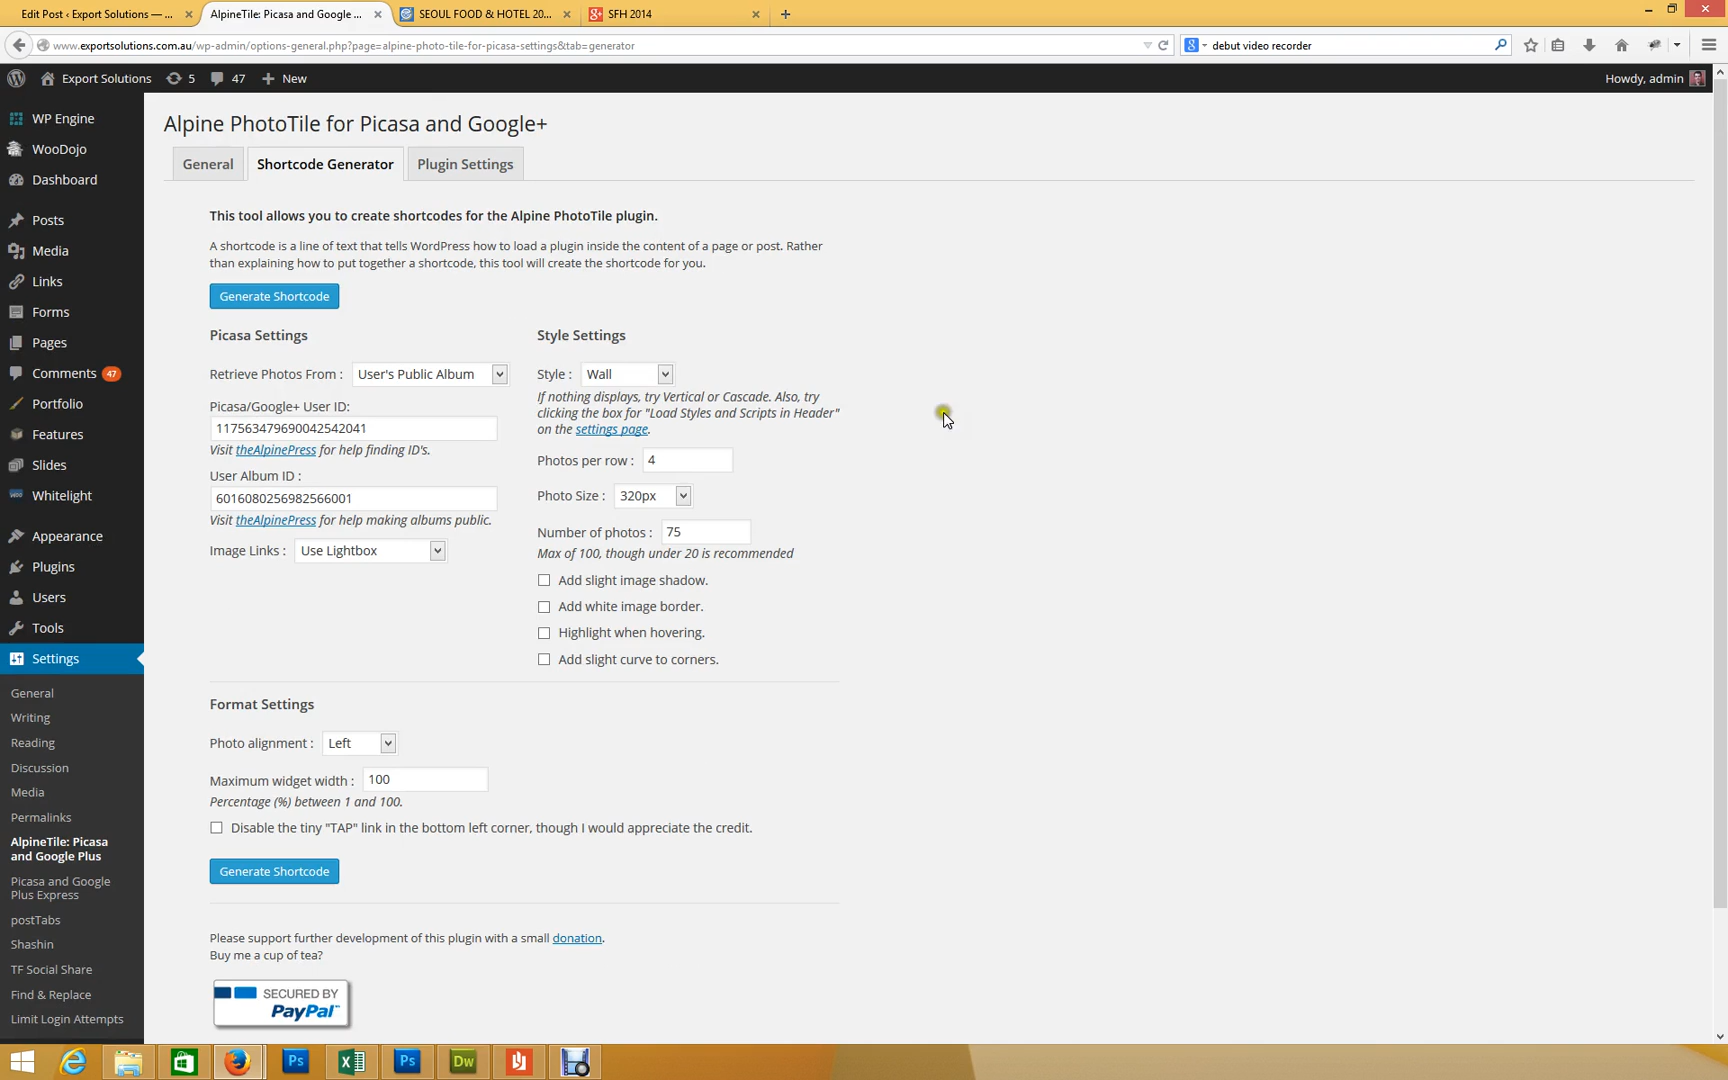 Edit Post ‹ Export Solutions — ...
AlpineTile: Picasa and Google ...
SEOUL FOOD & HOTEL 20...
SFH 2014
www.exportsolutions.com.au/wp-admin/options-general.php?page=alpine-photo-tile-for-picasa-settings&tab=generator
debut video recorder
Export Solutions
5
47
New
Howdy, admin
WP Engine
WooDojo
Dashboard
Posts
Media
Links
Forms
Pages
Comments 47
Portfolio
Features
Slides
Whitelight
Appearance
Plugins
Users
Tools
Settings
General
Writing
Reading
Discussion
Media
Permalinks
AlpineTile: Picasa
and Google Plus
Picasa and Google
Plus Express
postTabs
Shashin
TF Social Share
Find & Replace
Limit Login Attempts
Alpine PhotoTile for Picasa and Google+
General
Shortcode Generator
Plugin Settings
This tool allows you to create shortcodes for the Alpine PhotoTile plugin.
A shortcode is a line of text that tells WordPress how to load a plugin inside the content of a page or post. Rather
than explaining how to put together a shortcode, this tool will create the shortcode for you.
Generate Shortcode
Picasa Settings
Retrieve Photos From : User's Public Album
Picasa/Google+ User ID:
117563479690042542041
Visit theAlpinePress for help finding ID's.
User Album ID :
6016080256982566001
Visit theAlpinePress for help making albums public.
Image Links : Use Lightbox
Style Settings
Style : Wall
If nothing displays, try Vertical or Cascade. Also, try
clicking the box for "Load Styles and Scripts in Header"
on the settings page.
Photos per row : 4
Photo Size : 320px
Number of photos : 75
Max of 100, though under 20 is recommended
Add slight image shadow.
Add white image border.
Highlight when hovering.
Add slight curve to corners.
Format Settings
Photo alignment : Left
Maximum widget width : 100
Percentage (%) between 1 and 100.
Disable the tiny "TAP" link in the bottom left corner, though I would appreciate the credit.
Generate Shortcode
Please support further development of this plugin with a small donation.
Buy me a cup of tea?
SECURED BY
PayPal
Ps
Ps
Dw